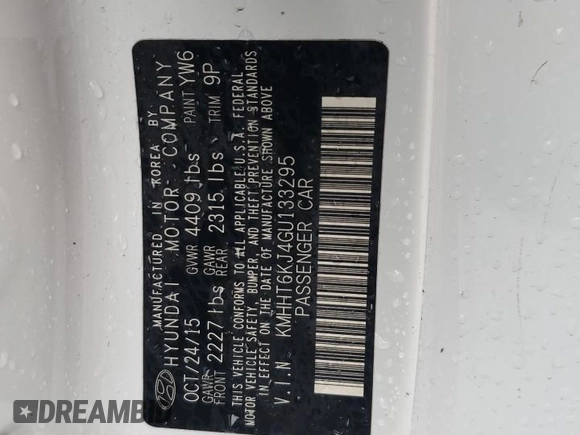 MANUFACTURED IN KOREA BY
HYUNDAI MOTOR COMPANY
OCT/24/15 GVWR 4409 lbs PAINT YW6
GAWR FRONT 2227 lbs GAWR REAR 2315 lbs TRIM 9P
THIS VEHICLE CONFORMS TO ALL APPLICABLE U.S.A. FEDERAL
MOTOR VEHICLE SAFETY, BUMPER, AND THEFT PREVENTION STANDARDS
IN EFFECT ON THE DATE OF MANUFACTURE SHOWN ABOVE
V.I.N KMHHT6KJ4GU133295
PASSENGER CAR
DREAMBI